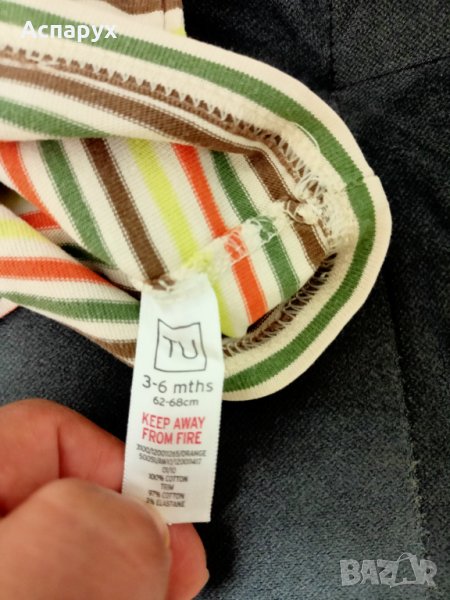 Аспарух
TU
3-6 mths
62-68cm
KEEP AWAY
FROM FIRE
100% COTTON
TRIM
97% COTTON
3% ELASTANE
BAZAR